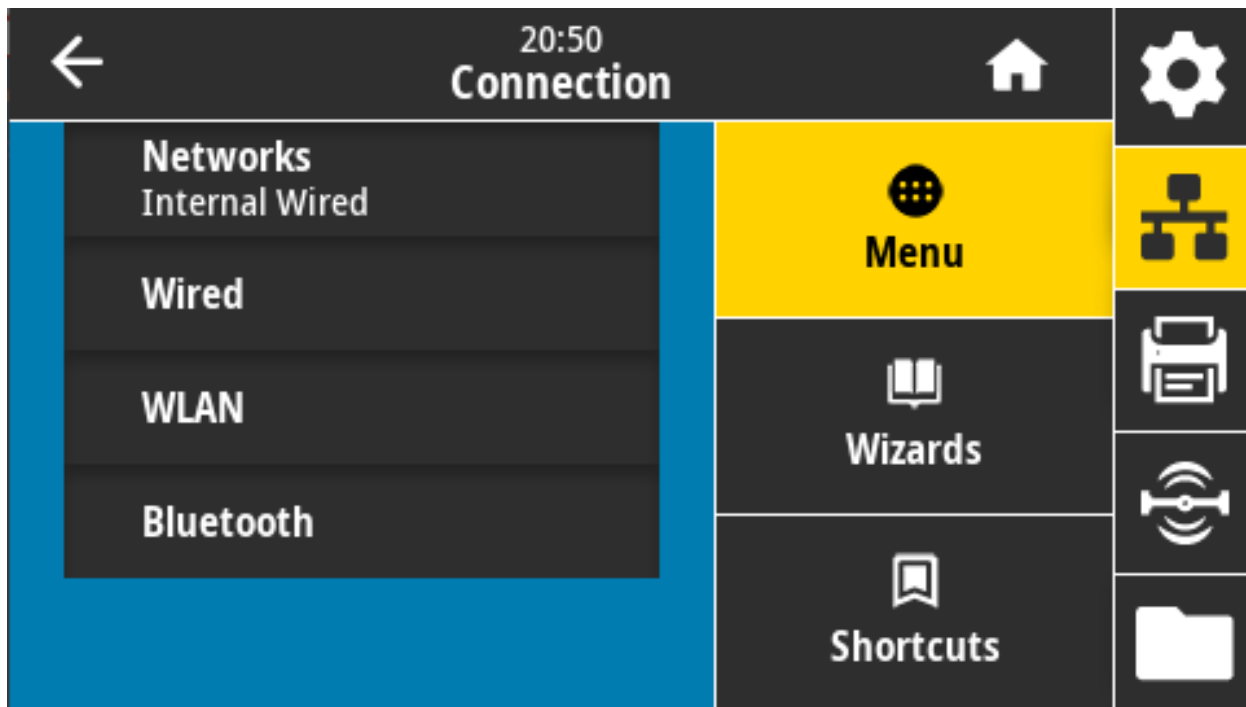 20:50
Connection
Networks
Internal Wired
Wired
WLAN
Bluetooth
Menu
Wizards
Shortcuts